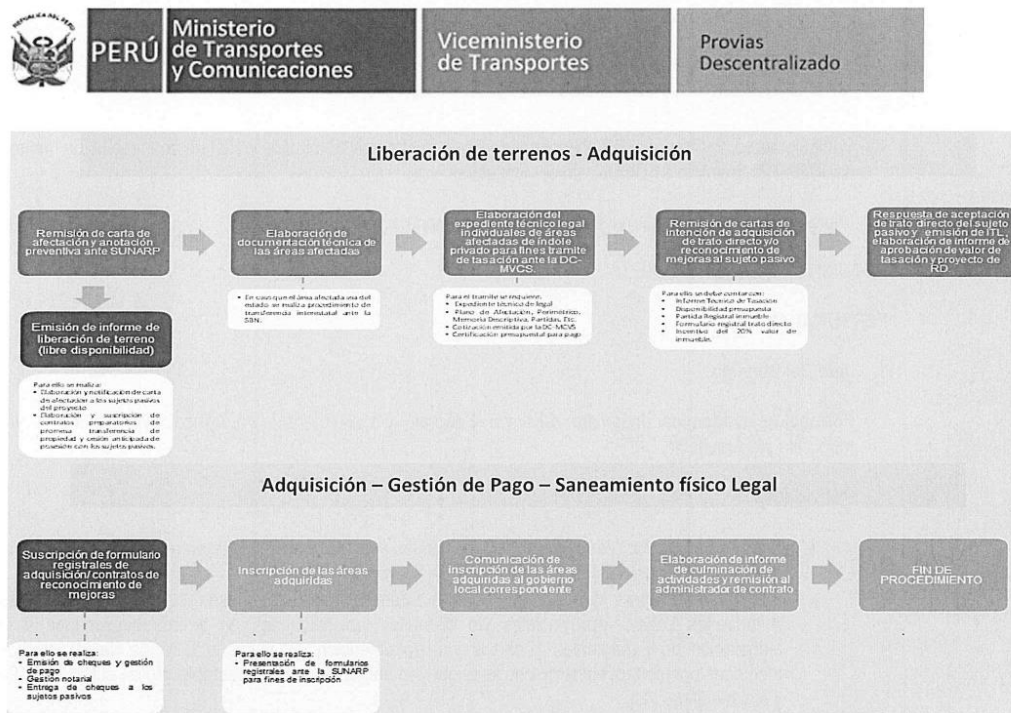 REPÚBLICA DEL PERÚ
PERÚ
Ministerio
de Transportes
y Comunicaciones
Viceministerio
de Transportes
Provias
Descentralizado
Liberación de terrenos - Adquisición
Remisión de carta de
afectación y anotación
preventiva ante SUNARP
Elaboración de
documentación técnica de
las áreas afectadas
Elaboración del
expediente técnico legal
individuales de áreas
afectadas de índole
privado para fines tramite
de tasación ante la DC-
MVCS.
Remisión de cartas de
intención de adquisición
de trato directo y/o
reconocimiento de
mejoras al sujeto pasivo
Respuesta de aceptación
de trato directo del sujeto
pasivo y emisión de ITL,
elaboración de informe de
aprobación de valor de
tasación y proyecto de
RD.
• En caso que el área afectada sea del
estado se realiza procedimiento de
transferencia interestatal ante la
SBN.
Para el tramite se requiere:
• Expediente técnico de legal
• Plano de Afectación, Perimétrico,
Memoria Descriptiva, Partidas, Etc.
• Cotización emitida por la DC-MCVS
• Certificación presupuestal para pago
Para ello se debe contar con:
• Informe Técnico de Tasación
• Disponibilidad presupuesta
• Partida Registral inmueble
• Formulario registral trato directo
• Incentivo del 20% valor de
inmueble.
Emisión de informe de
liberación de terreno
(libre disponibilidad)
Para ello se realiza:
• Elaboración y notificación de carta
de afectación a los sujetos pasivos
del proyecto
• Elaboración y suscripción de
contratos preparatorios de
promesa transferencia de
propiedad y cesión anticipada de
posesión con los sujetos pasivos.
Adquisición – Gestión de Pago – Saneamiento físico Legal
Suscripción de formulario
registrales de
adquisición/ contratos de
reconocimiento de
mejoras
Inscripción de las áreas
adquiridas
Comunicación de
inscripción de las áreas
adquiridas al gobierno
local correspondiente
Elaboración de informe de
culminación de
actividades y remisión al
administrador de contrato
FIN DE
PROCEDIMIENTO
Para ello se realiza:
• Emisión de cheques y gestión
de pago
• Gestión notarial
• Entrega de cheques a los
sujetos pasivos
Para ello se realiza:
• Presentación de formularios
registrales ante la SUNARP
para fines de inscripción